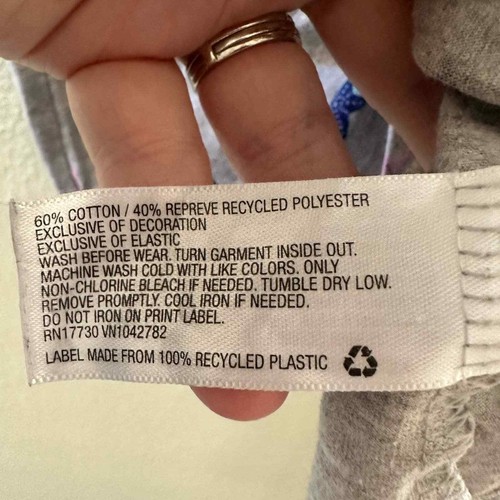 60% COTTON / 40% REPREVE RECYCLED POLYESTER
EXCLUSIVE OF DECORATION
EXCLUSIVE OF ELASTIC
WASH BEFORE WEAR. TURN GARMENT INSIDE OUT.
MACHINE WASH COLD WITH LIKE COLORS. ONLY
NON-CHLORINE BLEACH IF NEEDED. TUMBLE DRY LOW.
REMOVE PROMPTLY. COOL IRON IF NEEDED.
DO NOT IRON ON PRINT LABEL.
RN17730 VN1042782
LABEL MADE FROM 100% RECYCLED PLASTIC